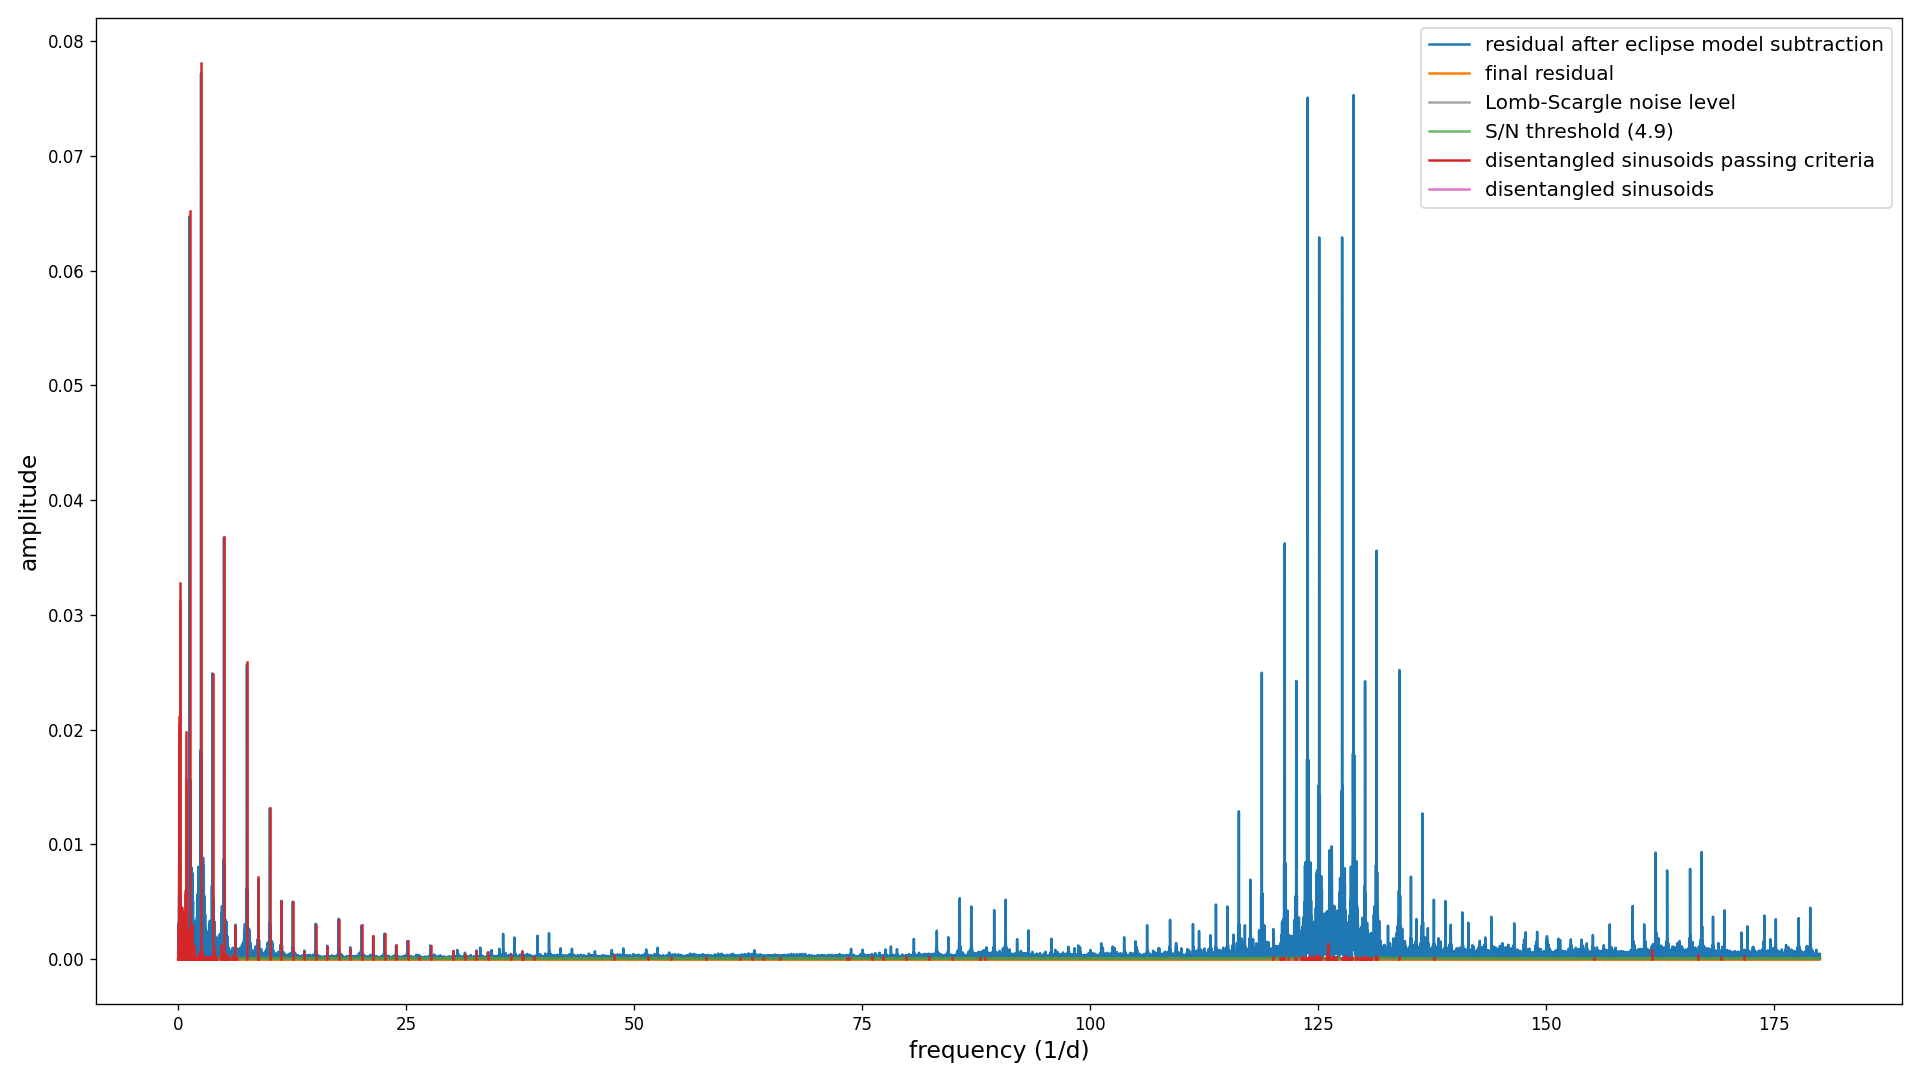 0.08
0.07
0.06
0.05
0.04
0.03
0.02
0.01
0.00
amplitude
0
25
50
75
100
125
150
175
frequency (1/d)
residual after eclipse model subtraction
final residual
Lomb-Scargle noise level
S/N threshold (4.9)
disentangled sinusoids passing criteria
disentangled sinusoids